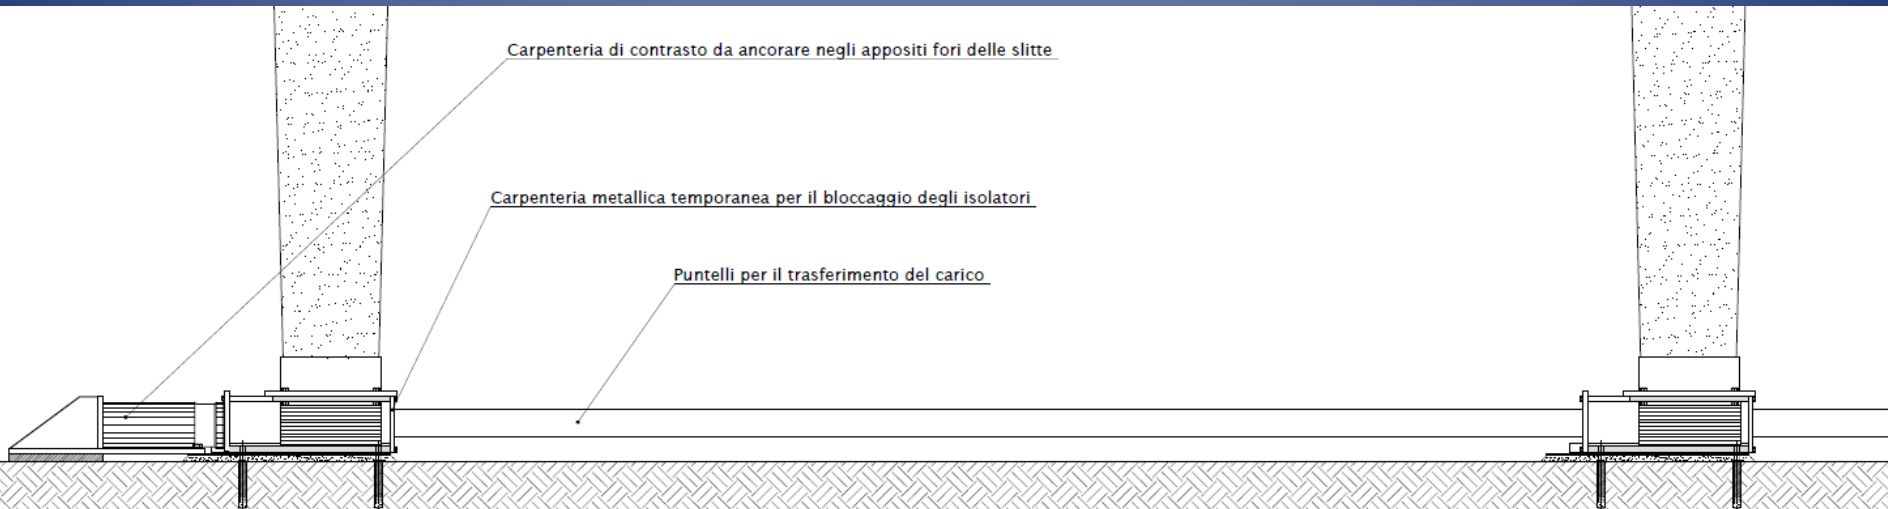 Carpenteria di contrasto da ancorare negli appositi fori delle slitte
Carpenteria metallica temporanea per il bloccaggio degli isolatori
Puntelli per il trasferimento del carico